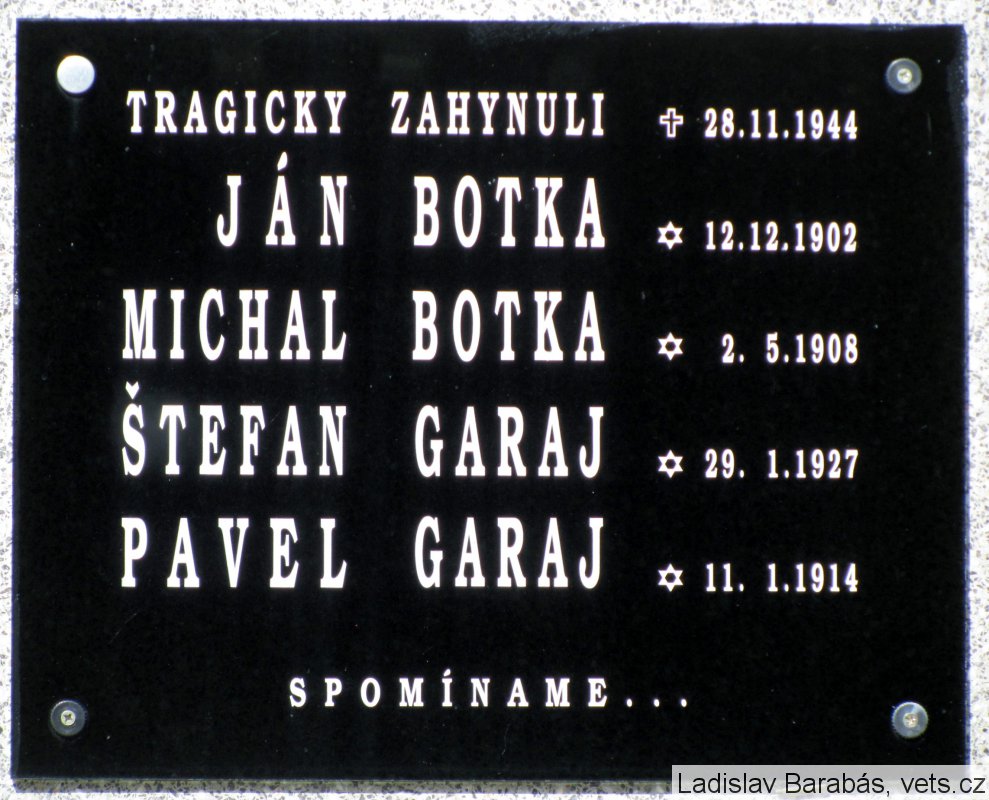 TRAGICKY ZAHYNULI ✞ 28.11.1944
JÁN BOTKA ✡ 12.12.1902
MICHAL BOTKA ✡ 2. 5.1908
ŠTEFAN GARAJ ✡ 29. 1.1927
PAVEL GARAJ ✡ 11. 1.1914
SPOMÍNAME...
Ladislav Barabás, vets.cz